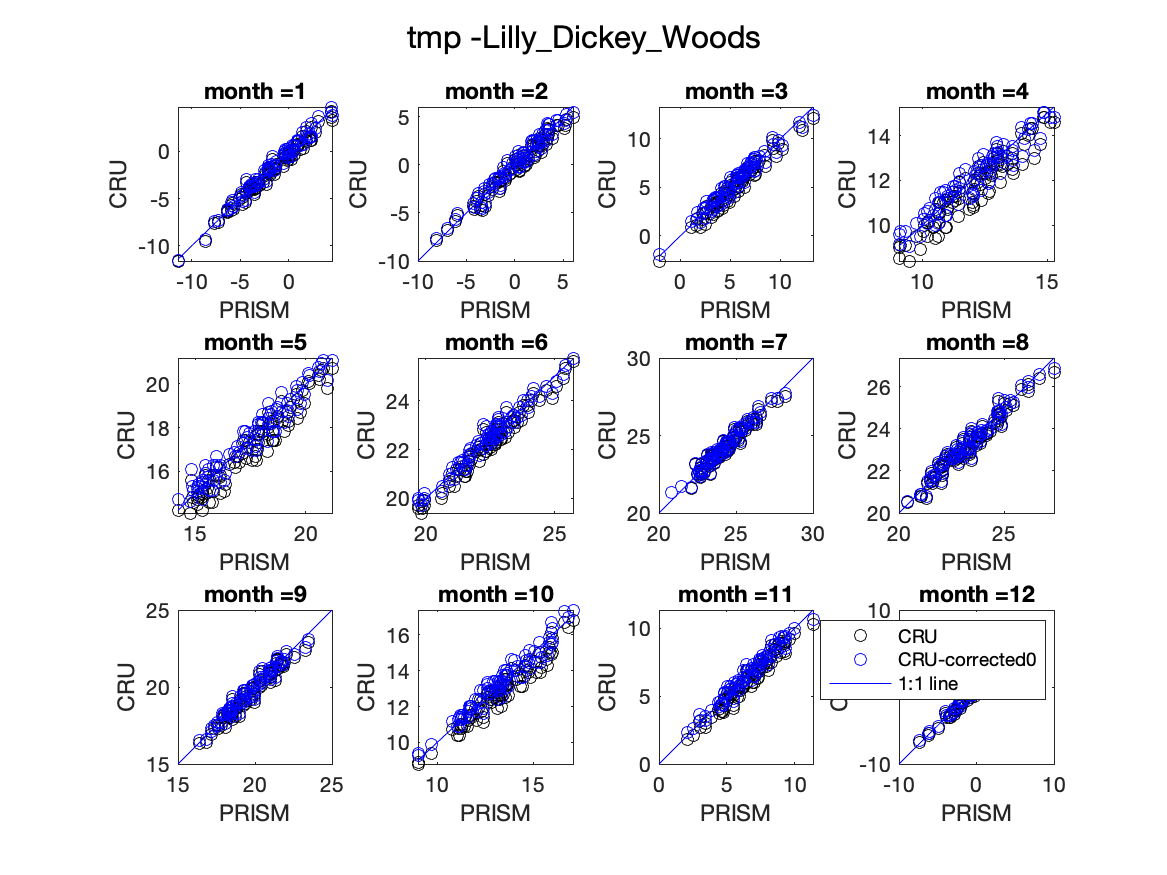 tmp -Lilly_Dickey_Woods
month =1
month =2
month =3
month =4
CRU
0
-5
-10
-10
-5
0
PRISM
CRU
5
0
-5
-10
-10
-5
0
5
PRISM
CRU
10
5
0
0
5
10
PRISM
CRU
14
12
10
10
15
PRISM
month =5
month =6
month =7
month =8
CRU
20
18
16
15
20
PRISM
CRU
24
22
20
20
25
PRISM
CRU
30
25
20
20
25
30
PRISM
CRU
26
24
22
20
20
25
PRISM
month =9
month =10
month =11
month =12
CRU
25
20
15
15
20
25
PRISM
CRU
16
14
12
10
10
15
PRISM
CRU
10
5
0
0
5
10
PRISM
10
-10
-10
0
10
PRISM
CRU
CRU-corrected0
1:1 line